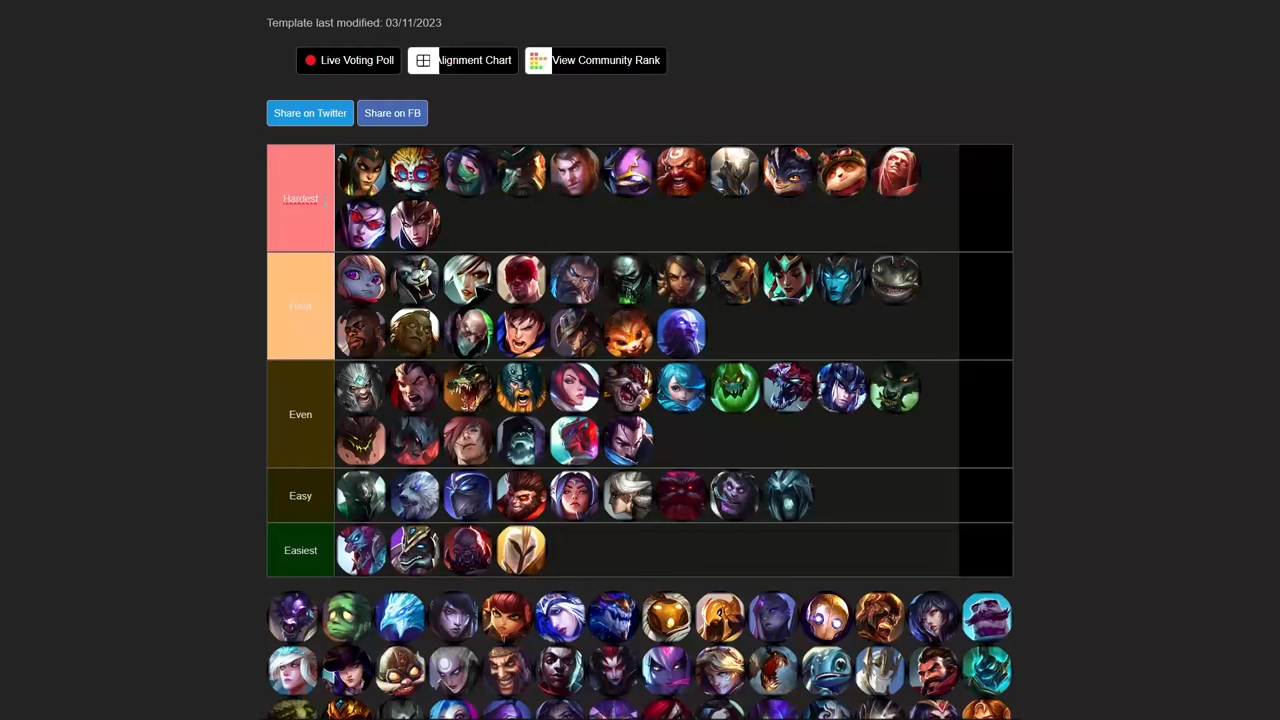 Template last modified: 03/11/2023
Live Voting Poll
Alignment Chart
View Community Rank
Share on Twitter
Share on FB
Hardest
Even
Easy
Easiest